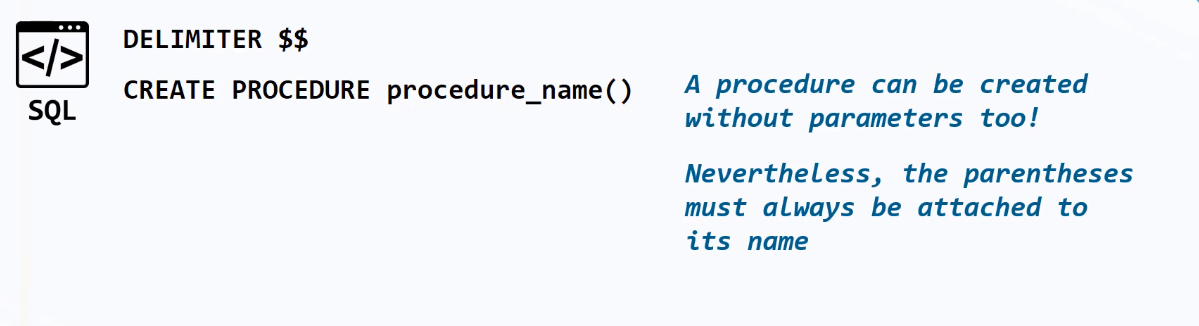 </>
SQL
DELIMITER $$
CREATE PROCEDURE procedure_name()
A procedure can be created
without parameters too!
Nevertheless, the parentheses
must always be attached to
its name